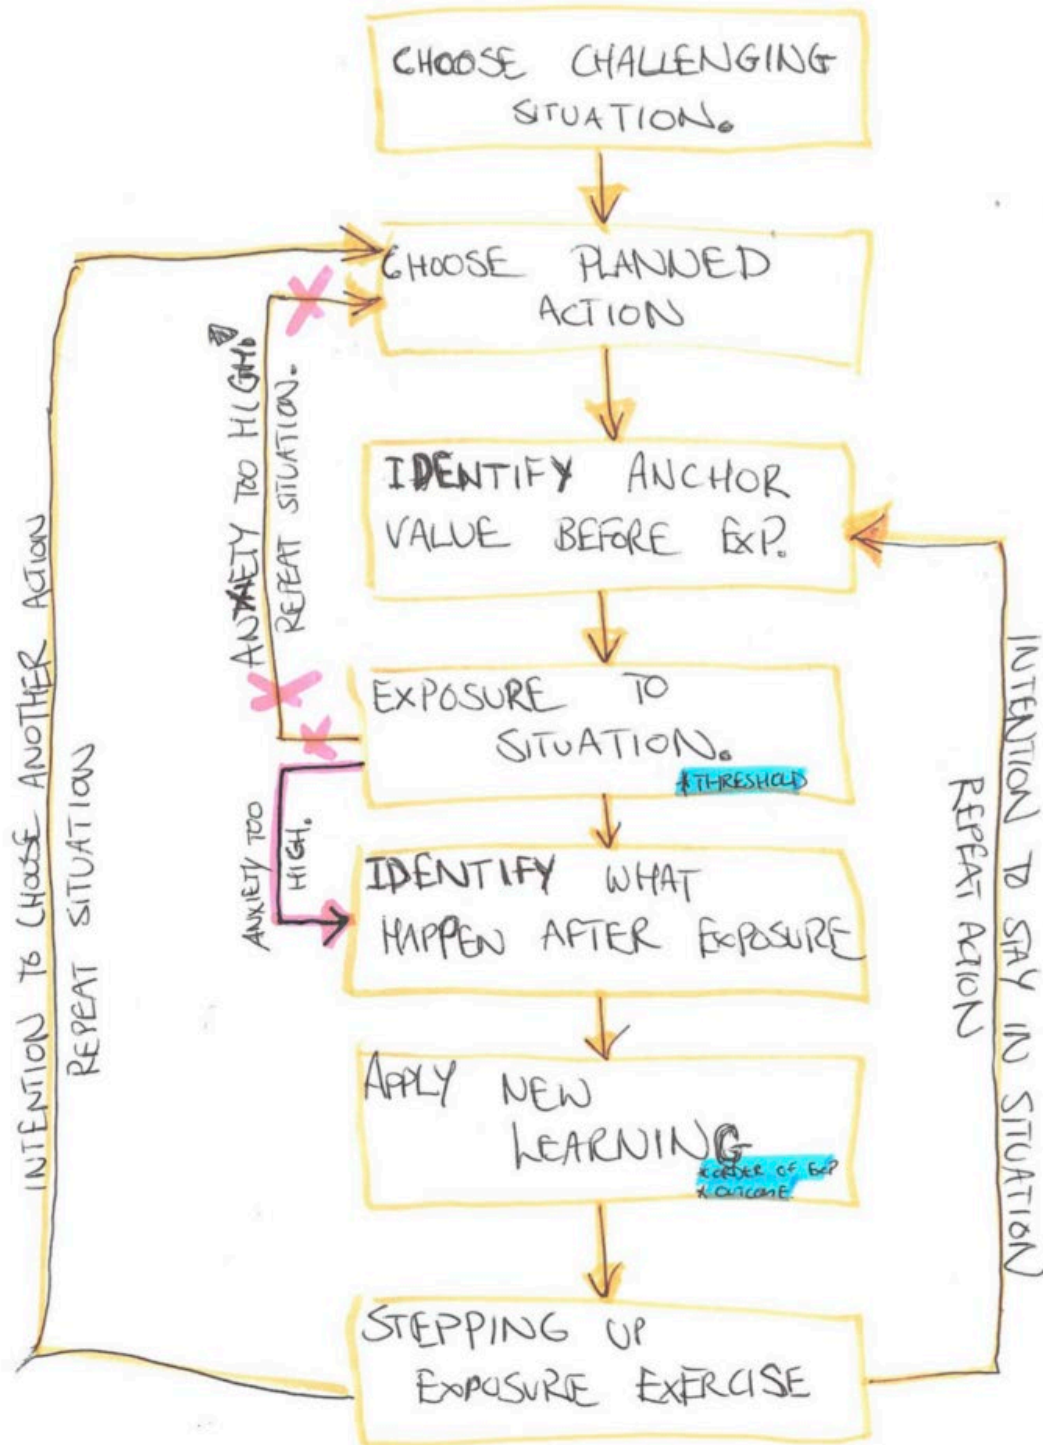 CHOOSE CHALLENGING
SITUATION.
CHOOSE PLANNED
ACTION
IDENTIFY ANCHOR
VALUE BEFORE EXP.
EXPOSURE TO
SITUATION.
*THRESHOLD
IDENTIFY WHAT
HAPPEN AFTER EXPOSURE
APPLY NEW
LEARNING
*ORDER OF EXP
*OUTCOME
STEPPING UP
EXPOSURE EXERCISE
ANXIETY TOO HIGH.
REPEAT SITUATION.
ANXIETY TOO
HIGH.
INTENTION TO CHOOSE ANOTHER ACTION
REPEAT SITUATION
INTENTION TO STAY IN SITUATION
REPEAT ACTION